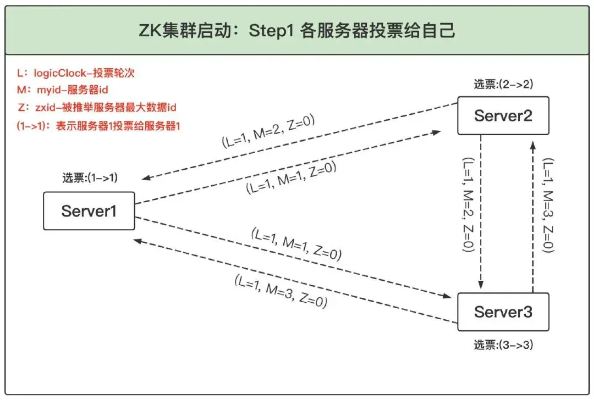 ZK集群启动：Step1 各服务器投票给自己
L：logicClock-投票轮次
M：myid-服务器id
Z：zxid-被推举服务器最大数据id
(1->1)：表示服务器1投票给服务器1
选票:(2->2)
Server2
(L=1, M=2, Z=0)
(L=1, M=1, Z=0)
选票:(1->1)
Server1
(L=1, M=2, Z=0)
(L=1, M=3, Z=0)
(L=1, M=1, Z=0)
(L=1, M=3, Z=0)
Server3
选票:(3->3)